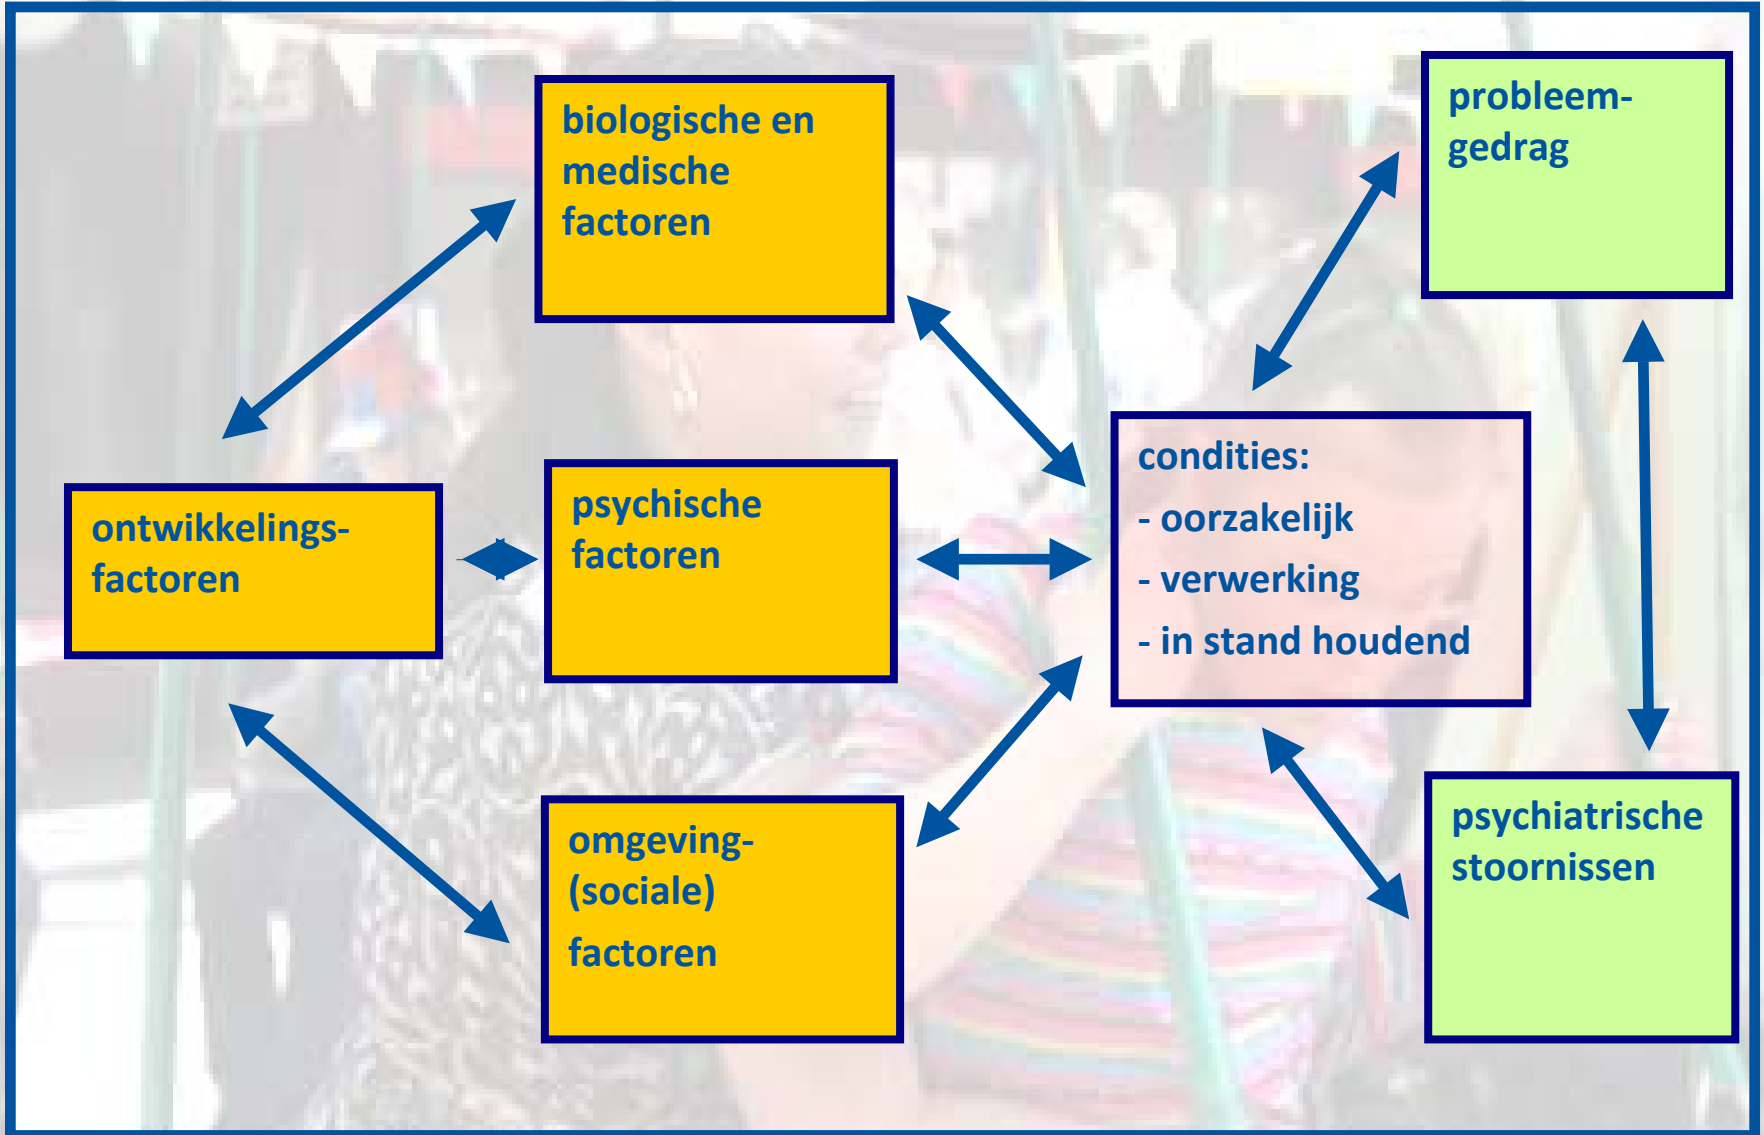 ontwikkelings-
factoren
biologische en
medische
factoren
psychische
factoren
omgeving-
(sociale)
factoren
condities:
- oorzakelijk
- verwerking
- in stand houdend
probleem-
gedrag
psychiatrische
stoornissen